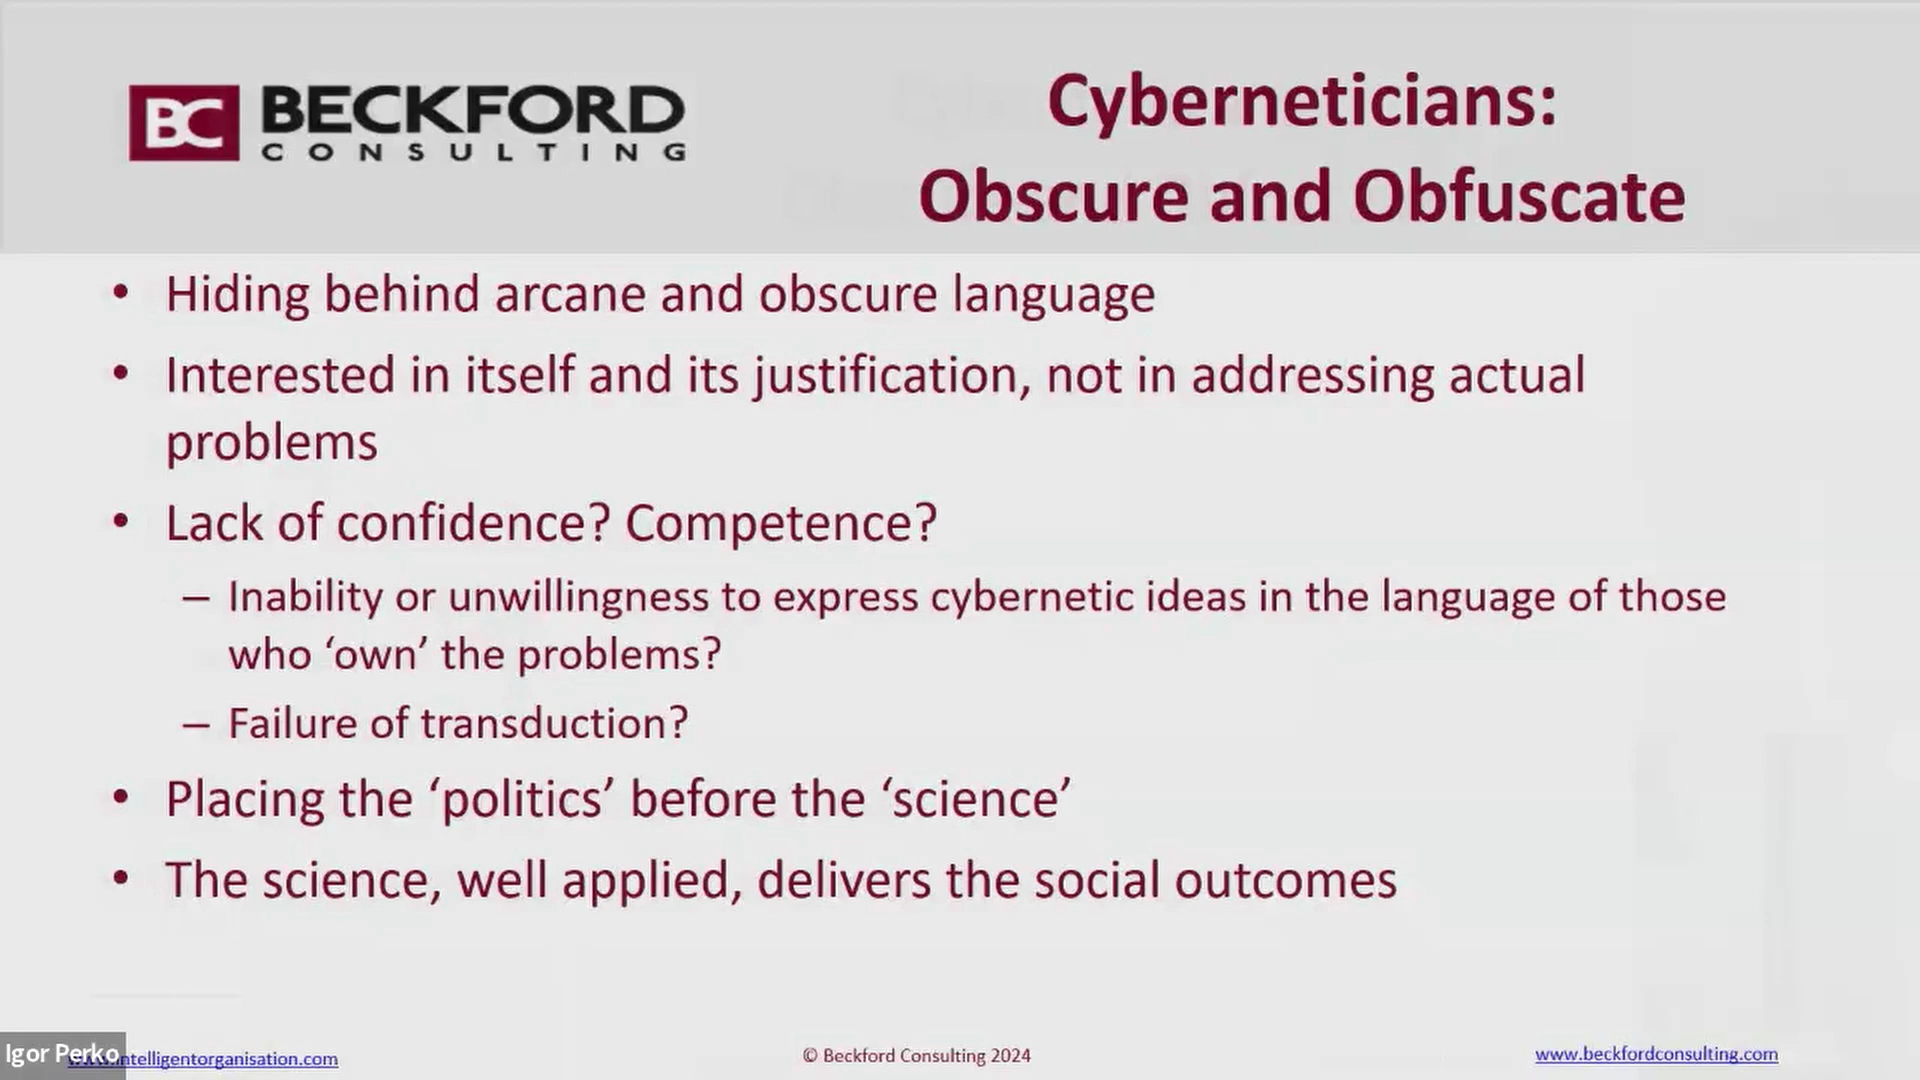 BC BECKFORD
CONSULTING
Cyberneticians:
Obscure and Obfuscate
• Hiding behind arcane and obscure language
• Interested in itself and its justification, not in addressing actual
problems
• Lack of confidence? Competence?
– Inability or unwillingness to express cybernetic ideas in the language of those
who ‘own’ the problems?
– Failure of transduction?
• Placing the ‘politics’ before the ‘science’
• The science, well applied, delivers the social outcomes
Igor Perko
ntelligentorganisation.com
© Beckford Consulting 2024
www.beckfordconsulting.com